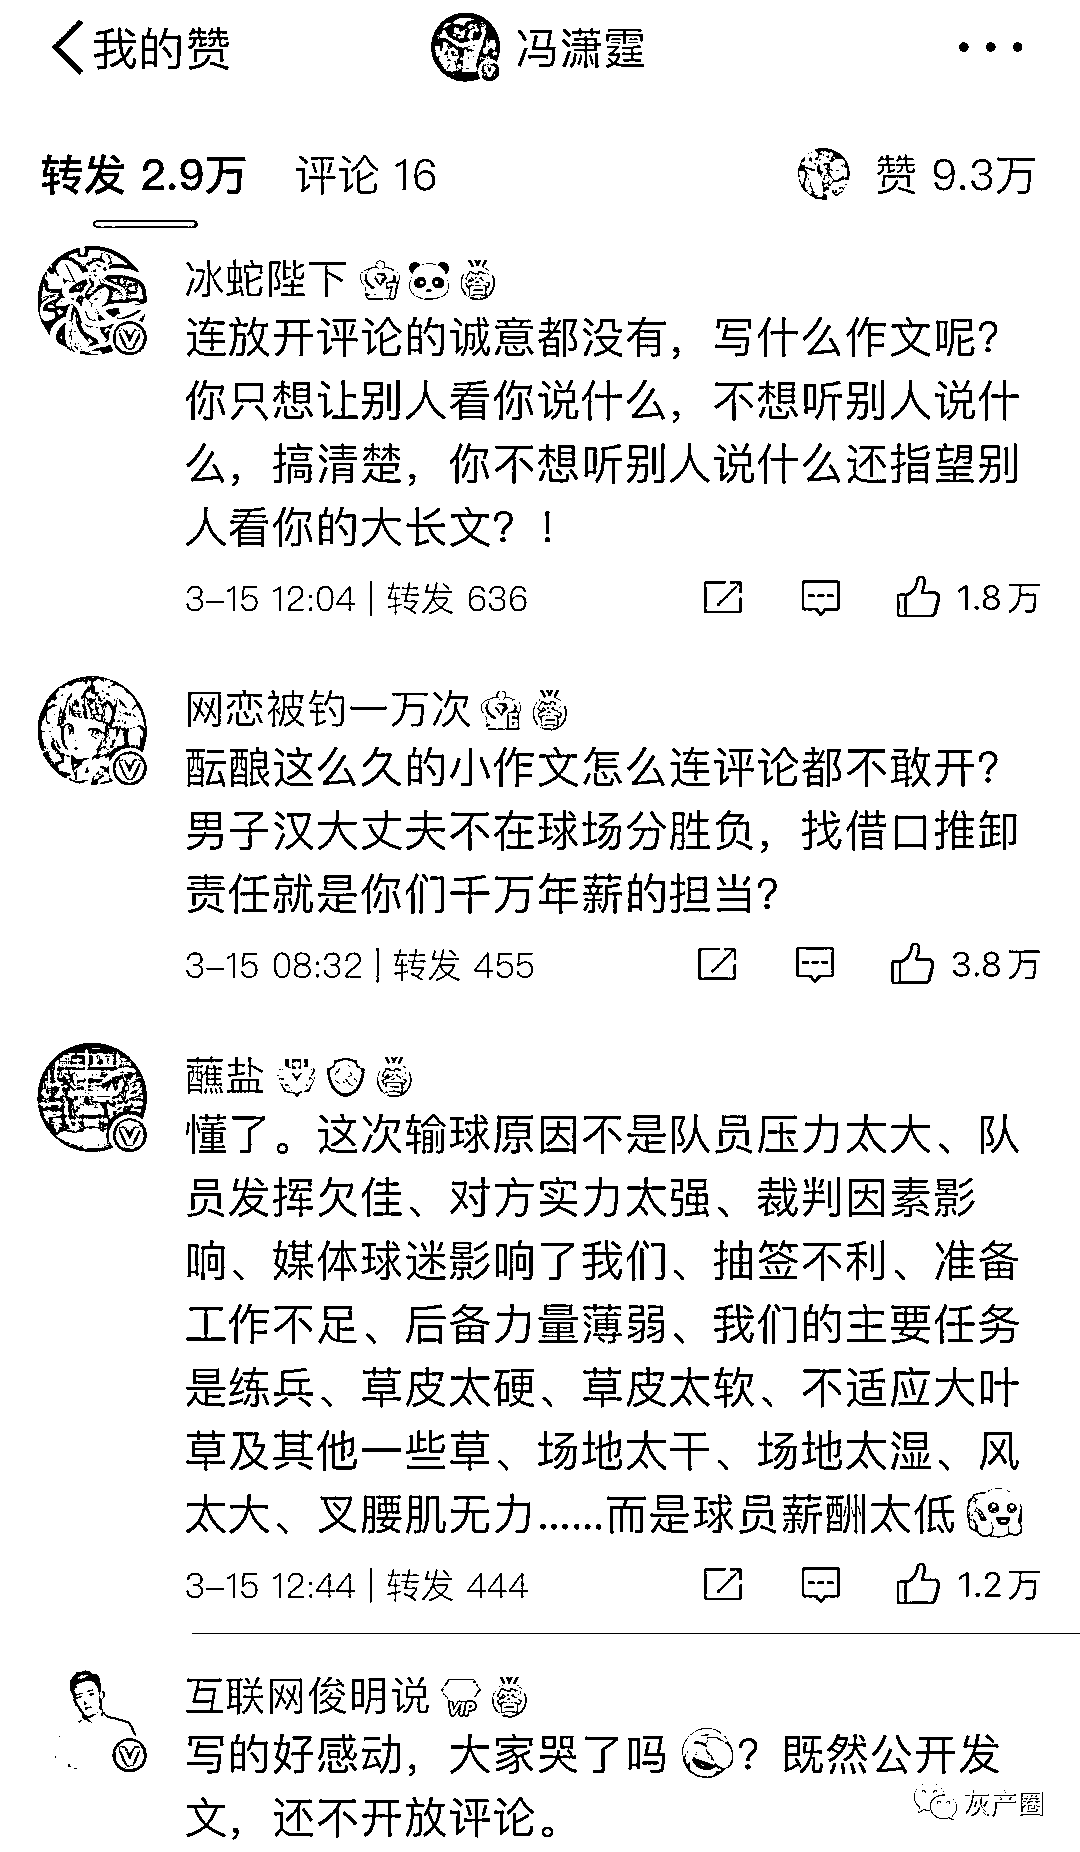 我的赞
冯潇霆
转发 2.9万 评论 16 赞 9.3万
冰蛇陛下
连放开评论的诚意都没有，写什么作文呢？
你只想让别人看你说什么，不想听别人说什
么，搞清楚，你不想听别人说什么还指望别
人看你的大长文？！
3-15 12:04 | 转发 636 1.8万
网恋被钓一万次
酝酿这么久的小作文怎么连评论都不敢开？
男子汉大丈夫不在球场分胜负，找借口推卸
责任就是你们千万年薪的担当？
3-15 08:32 | 转发 455 3.8万
蘸盐
懂了。这次输球原因不是队员压力太大、队
员发挥欠佳、对方实力太强、裁判因素影
响、媒体球迷影响了我们、抽签不利、准备
工作不足、后备力量薄弱、我们的主要任务
是练兵、草皮太硬、草皮太软、不适应大叶
草及其他一些草、场地太干、场地太湿、风
太大、叉腰肌无力......而是球员薪酬太低
3-15 12:44 | 转发 444 1.2万
互联网俊明说 VIP
写的好感动，大家哭了吗？既然公开发
文，还不开放评论。
灰产圈